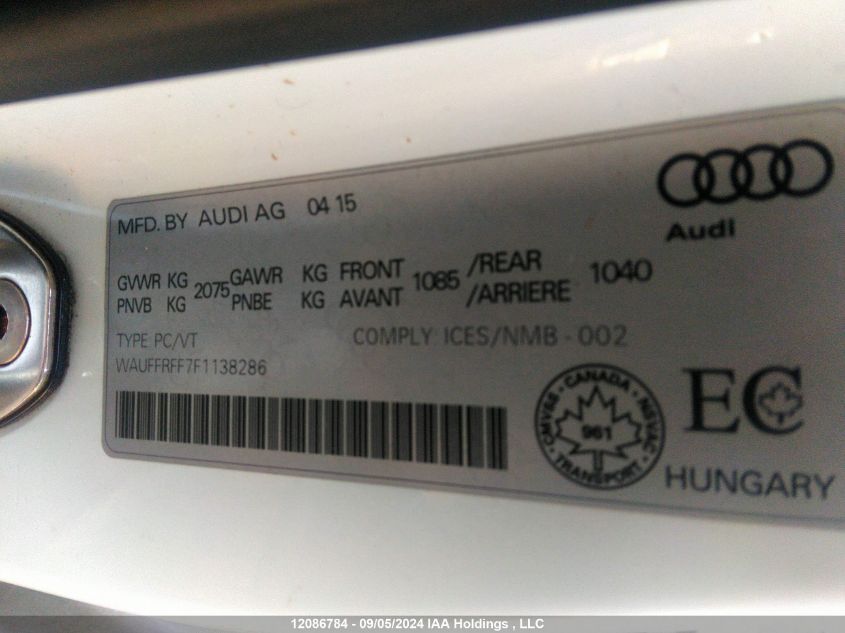 MFD. BY AUDI AG 04 15
Audi
GVWR KG 2075 GAWR KG FRONT 1085 /REAR 1040
PNVB KG PNBE KG AVANT /ARRIERE
TYPE PC/VT COMPLY ICES/NMB - 002
WAUFFRFF7F1138286
CANADA
CMVSS - NSVAC
961
TRANSPORT
EC
HUNGARY
12086784 - 09/05/2024 IAA Holdings , LLC